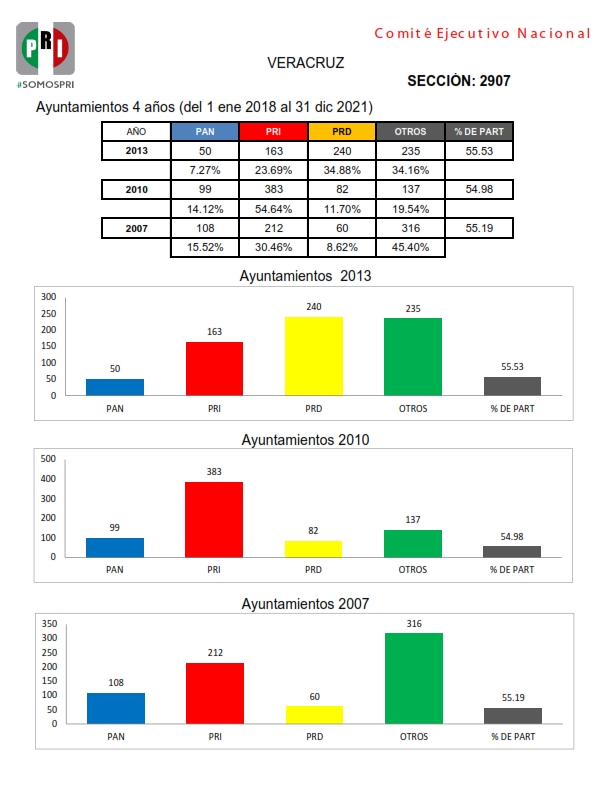 Comité Ejecutivo Nacional
PRI
#SOMOSPRI
VERACRUZ
SECCIÓN: 2907
Ayuntamientos 4 años (del 1 ene 2018 al 31 dic 2021)
AÑO PAN PRI PRD OTROS % DE PART
2013 50 163 240 235 55.53
7.27% 23.69% 34.88% 34.16%
2010 99 383 82 137 54.98
14.12% 54.64% 11.70% 19.54%
2007 108 212 60 316 55.19
15.52% 30.46% 8.62% 45.40%
Ayuntamientos 2013
300
250
200
150
100
50
0
50 163 240 235 55.53
PAN PRI PRD OTROS % DE PART
Ayuntamientos 2010
500
400
300
200
100
0
99 383 82 137 54.98
PAN PRI PRD OTROS % DE PART
Ayuntamientos 2007
350
300
250
200
150
100
50
0
108 212 60 316 55.19
PAN PRI PRD OTROS % DE PART